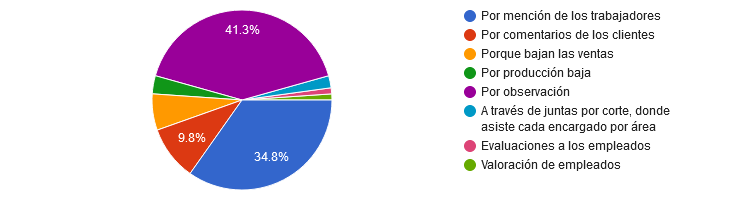 41.3%
9.8%
34.8%
Por mención de los trabajadores
Por comentarios de los clientes
Porque bajan las ventas
Por producción baja
Por observación
A través de juntas por corte, donde
asiste cada encargado por área
Evaluaciones a los empleados
Valoración de empleados